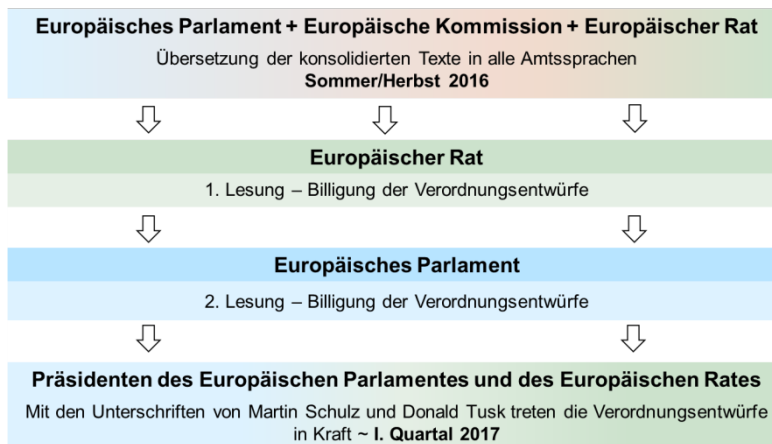 Europäisches Parlament + Europäische Kommission + Europäischer Rat
Übersetzung der konsolidierten Texte in alle Amtssprachen
Sommer/Herbst 2016
Europäischer Rat
1. Lesung – Billigung der Verordnungsentwürfe
Europäisches Parlament
2. Lesung – Billigung der Verordnungsentwürfe
Präsidenten des Europäischen Parlamentes und des Europäischen Rates
Mit den Unterschriften von Martin Schulz und Donald Tusk treten die Verordnungsentwürfe
in Kraft ~ I. Quartal 2017